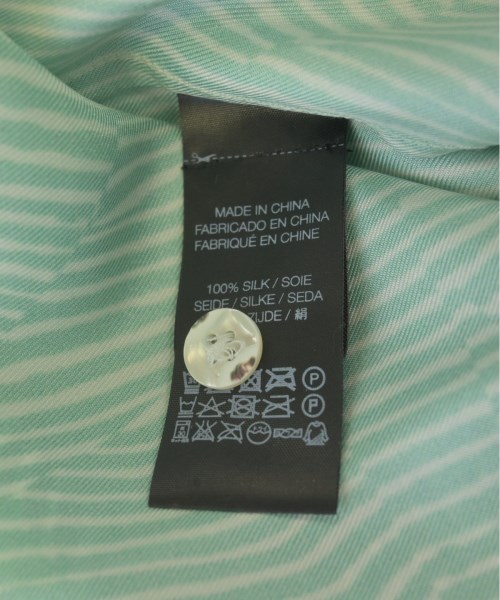 MADE IN CHINA
FABRICADO EN CHINA
FABRIQUÉ EN CHINE
100% SILK / SOIE
SEIDE / SILKE / SEDA
ZIJDE / 絹
P
P